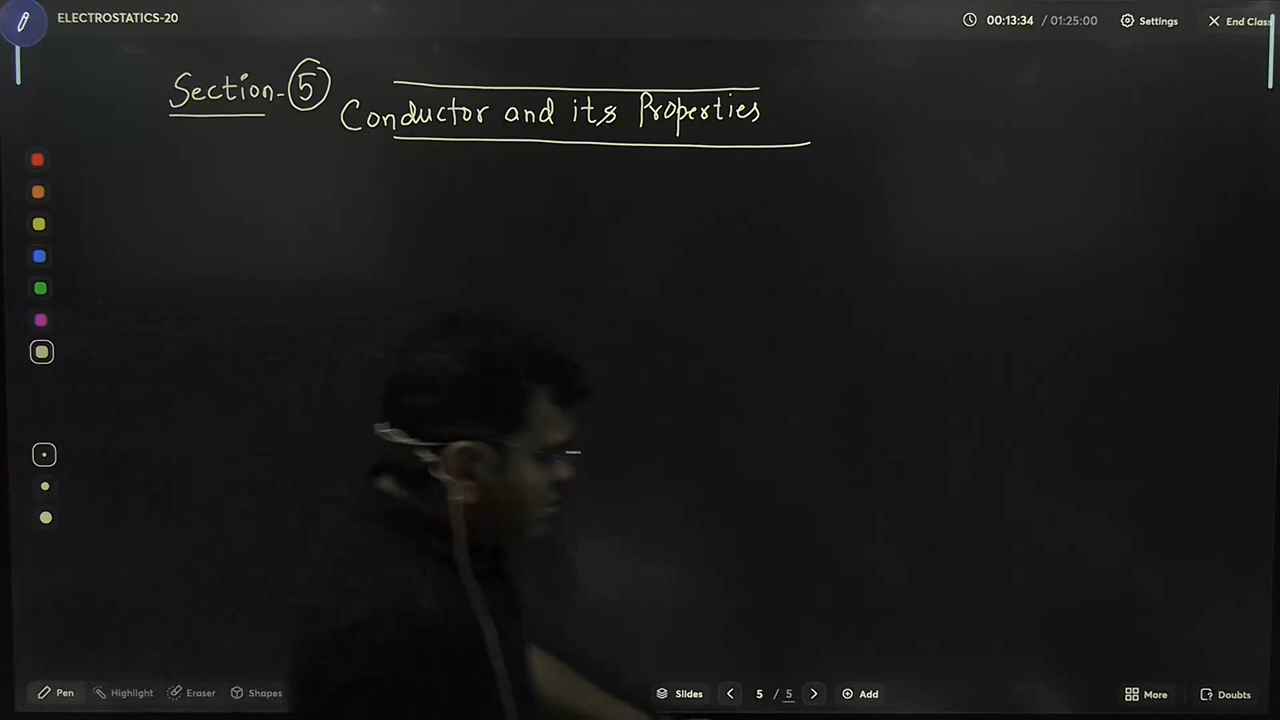 ELECTROSTATICS-20
00:13:34 / 01:25:00
Settings
End Class
Section-5
Conductor and its Properties
Pen
Highlight
Eraser
Shapes
Slides
5 / 5
Add
More
Doubts